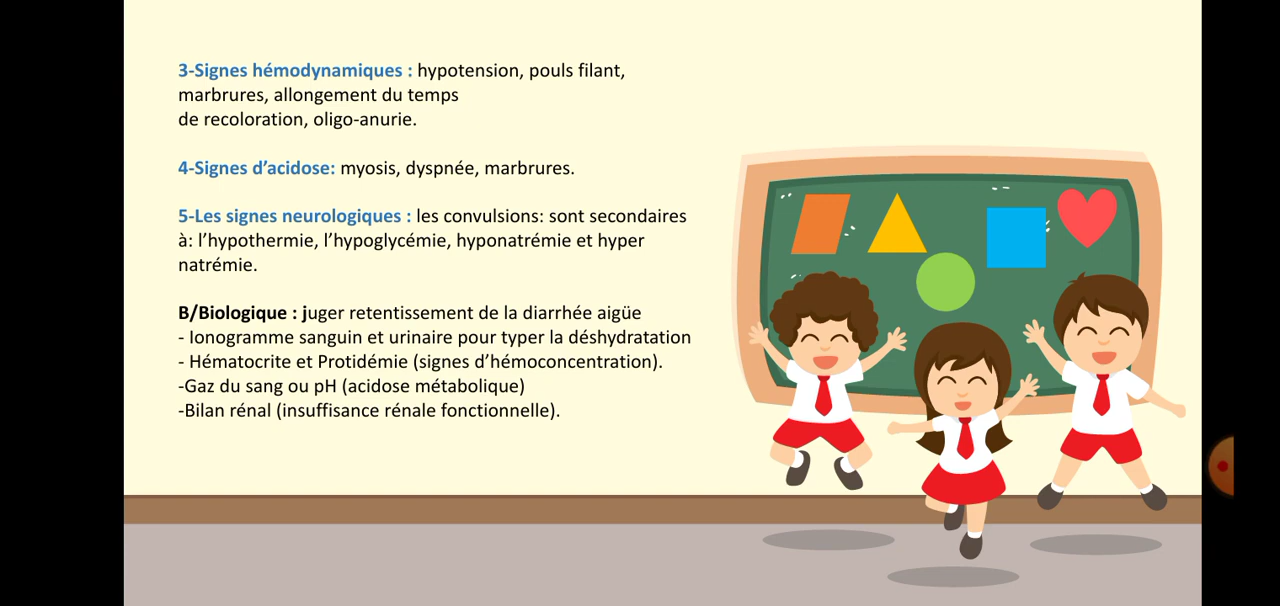 3-Signes hémodynamiques : hypotension, pouls filant,
marbrures, allongement du temps
de recoloration, oligo-anurie.
4-Signes d’acidose: myosis, dyspnée, marbrures.
5-Les signes neurologiques : les convulsions: sont secondaires
à: l’hypothermie, l’hypoglycémie, hyponatrémie et hyper
natrémie.
B/Biologique : juger retentissement de la diarrhée aigüe
- Ionogramme sanguin et urinaire pour typer la déshydratation
- Hématocrite et Protidémie (signes d’hémoconcentration).
-Gaz du sang ou pH (acidose métabolique)
-Bilan rénal (insuffisance rénale fonctionnelle).